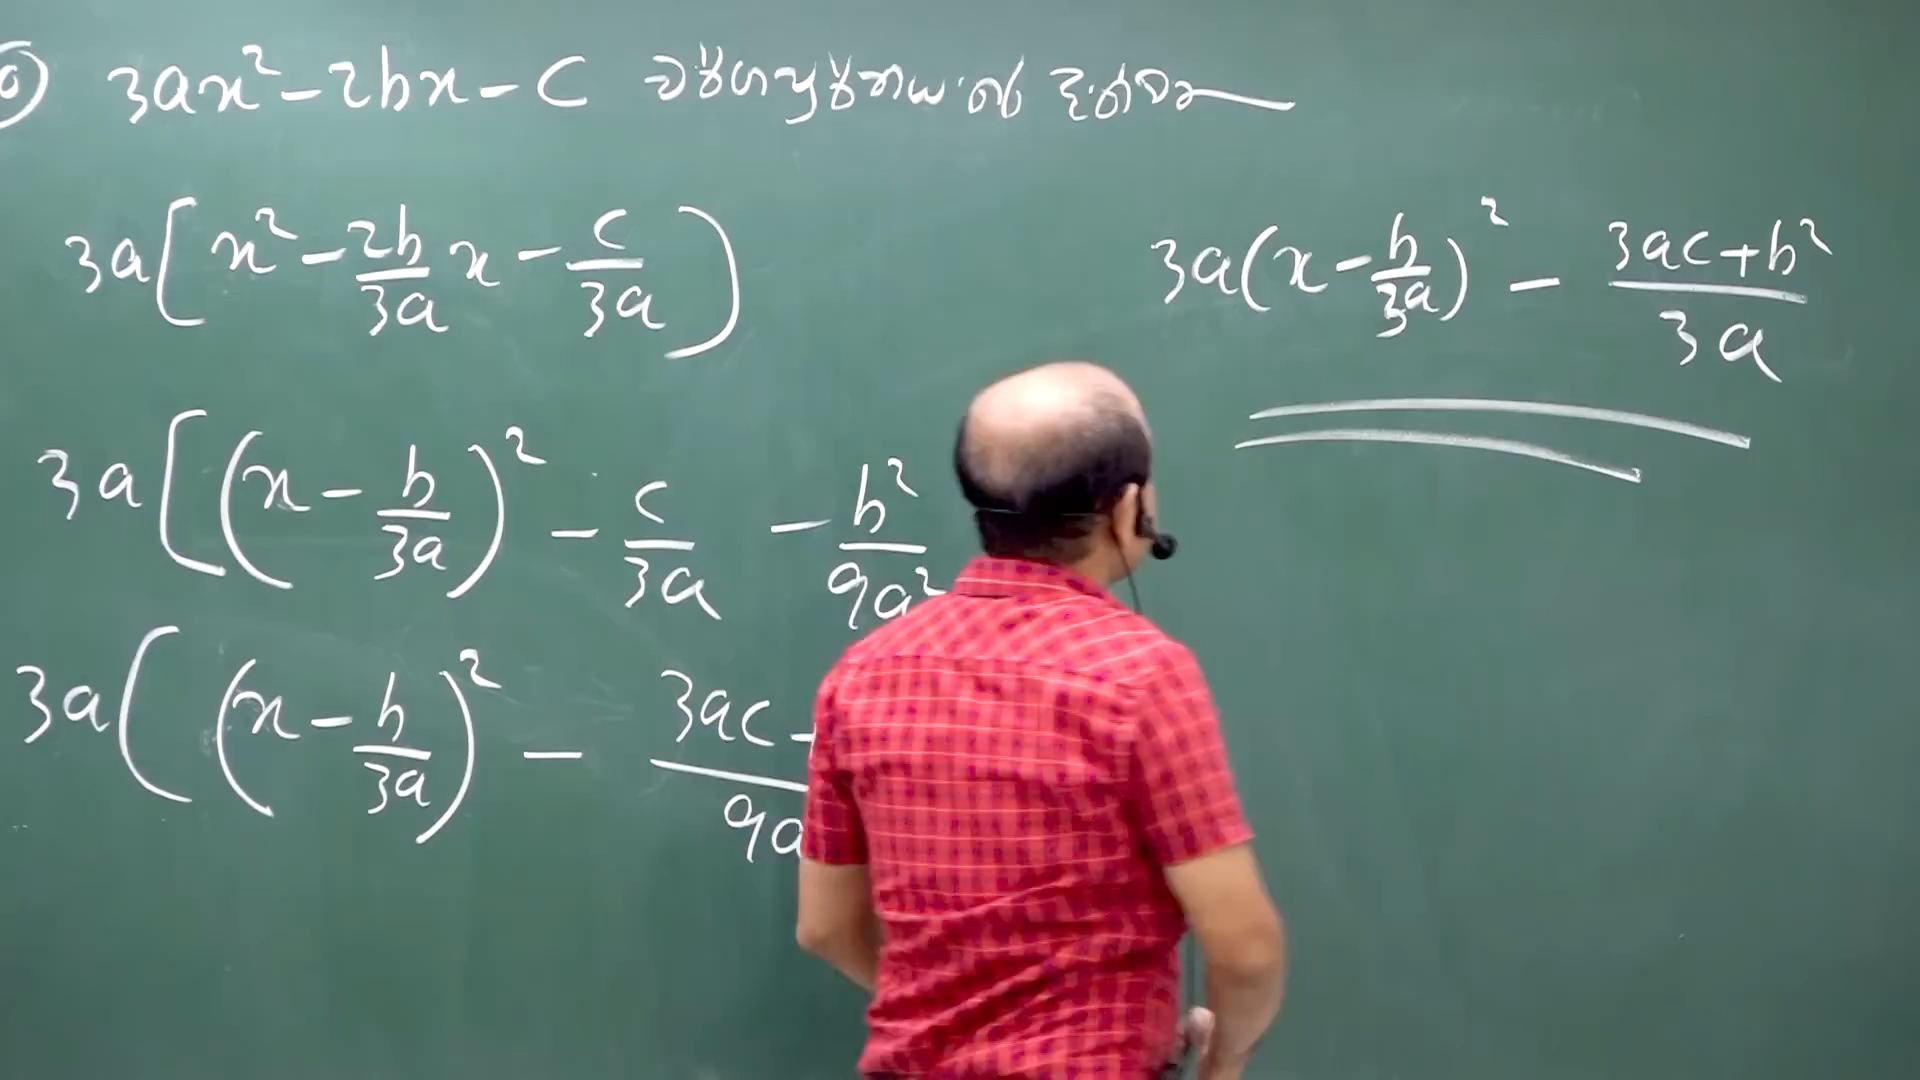 3ax² - 2bx - c
3a[x² - 2b/3a x - c/3a)
3a[(x - b/3a)² - c/3a - b²/9a²
3a((x - b/3a)² - 3ac /9a
3a(x - b/3a)² - 3ac+b²/3a